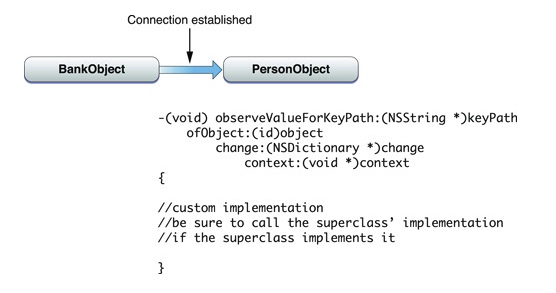 Connection established
BankObject
PersonObject
-(void) observeValueForKeyPath:(NSString *)keyPath
ofObject:(id)object
change:(NSDictionary *)change
context:(void *)context
{
//custom implementation
//be sure to call the superclass’ implementation
//if the superclass implements it
}